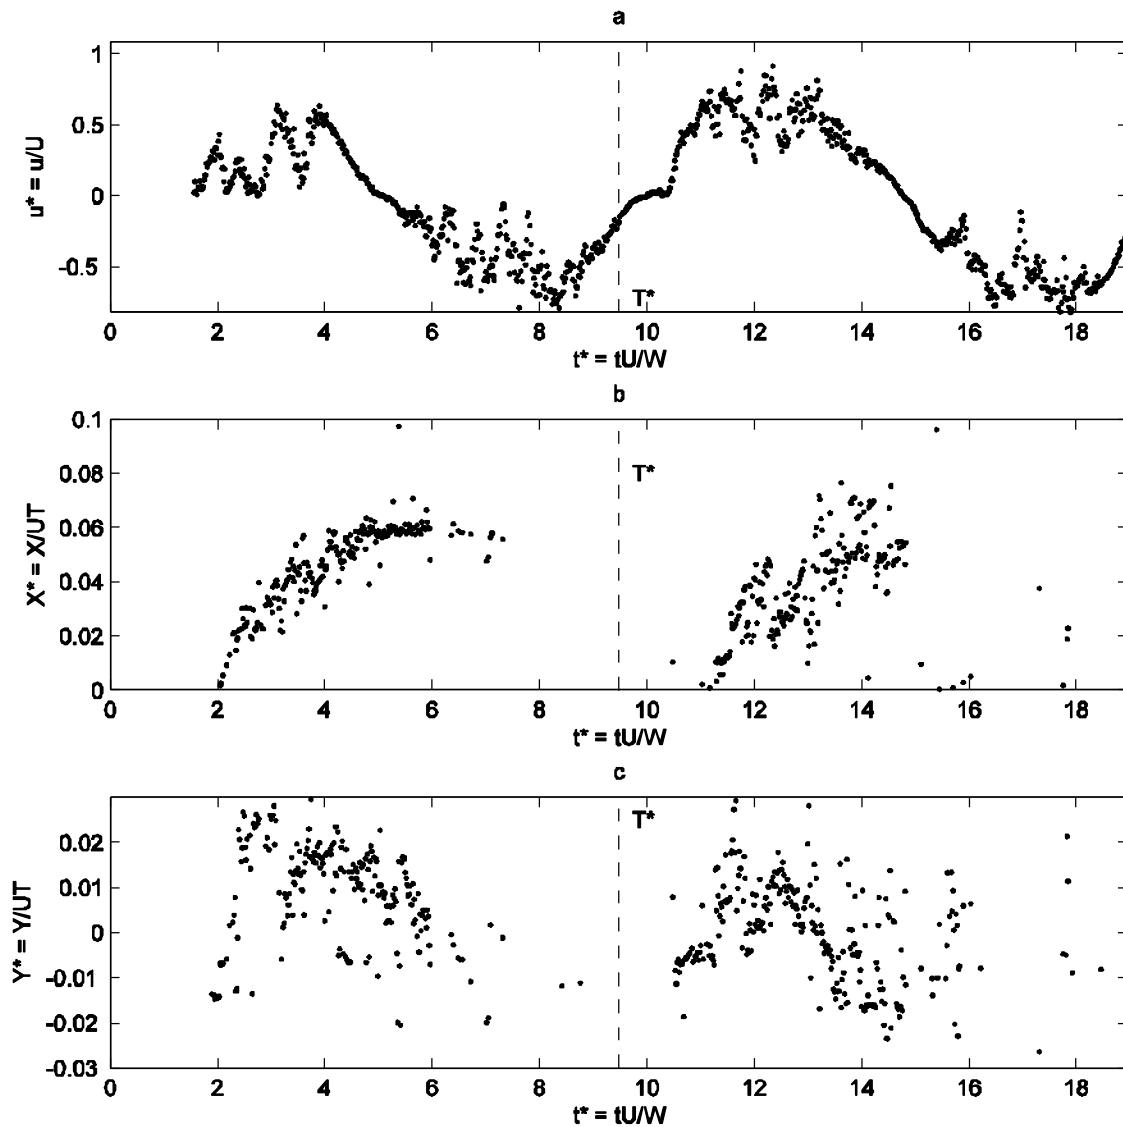 a
1
0.5
0
-0.5
u* = u/U
T*
0 2 4 6 8 10 12 14 16 18
t* = tU/W
b
0.1
0.08
0.06
0.04
0.02
0
X* = X/UT
T*
0 2 4 6 8 10 12 14 16 18
t* = tU/W
c
0.02
0.01
0
-0.01
-0.02
-0.03
Y* = Y/UT
T*
0 2 4 6 8 10 12 14 16 18
t* = tU/W